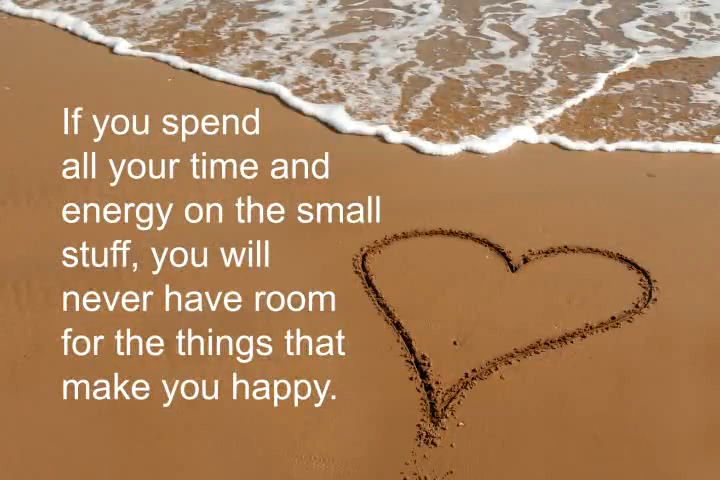 If you spend
all your time and
energy on the small
stuff, you will
never have room
for the things that
make you happy.